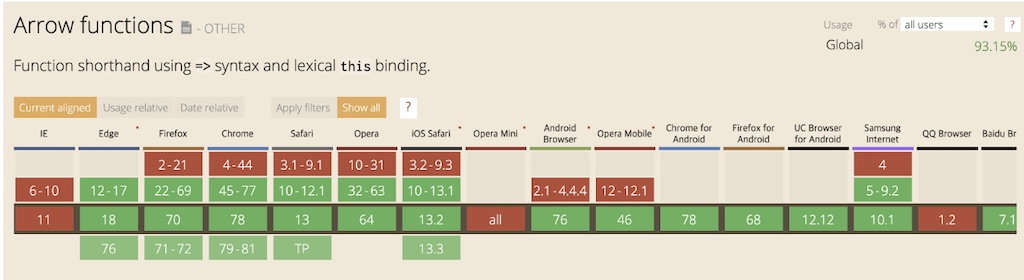 Arrow functions - OTHER
Usage % of all users ?
Global 93.15%
Function shorthand using => syntax and lexical this binding.
Current aligned Usage relative Date relative Apply filters Show all ?
IE Edge * Firefox Chrome Safari Opera iOS Safari * Opera Mini * Android Browser * Opera Mobile * Chrome for Android Firefox for Android UC Browser for Android Samsung Internet QQ Browser Baidu Br
2-21 4-44 3.1-9.1 10-31 3.2-9.3 4
6-10 12-17 22-69 45-77 10-12.1 32-63 10-13.1 2.1-4.4.4 12-12.1 5-9.2
11 18 70 78 13 64 13.2 all 76 46 78 68 12.12 10.1 1.2 7.1
76 71-72 79-81 TP 13.3